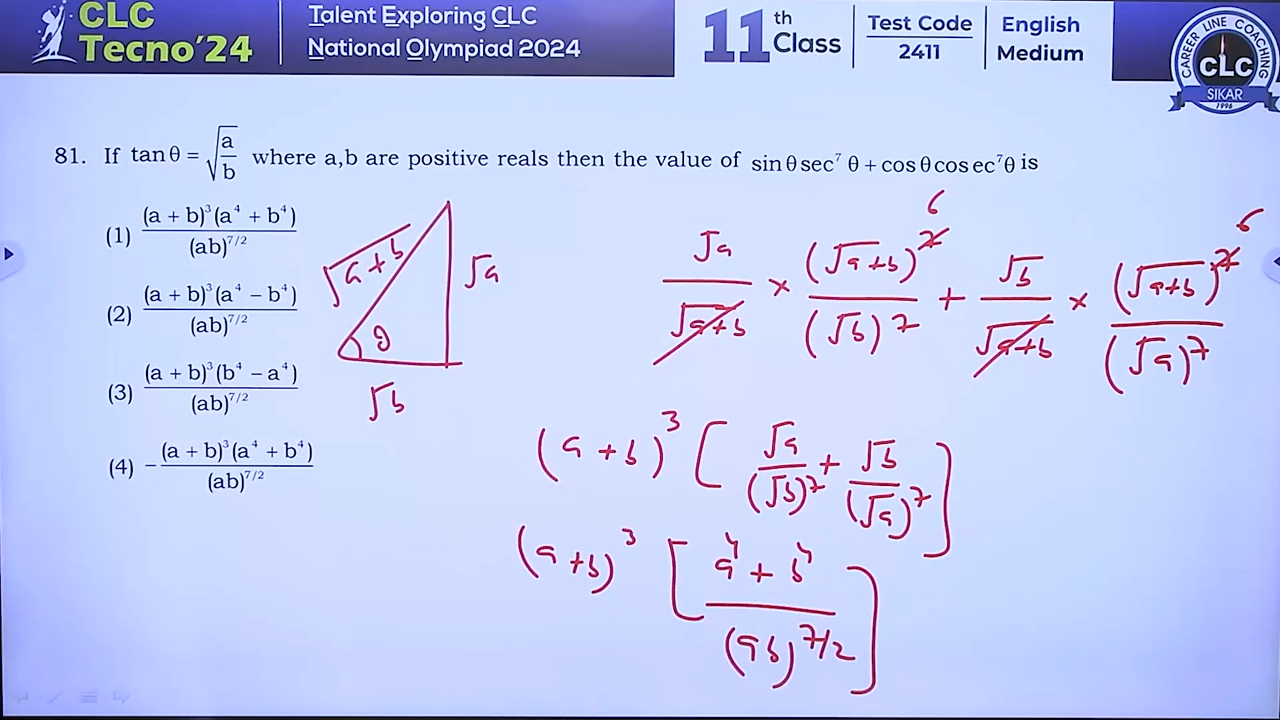 CLC
Tecno'24
Talent Exploring CLC
National Olympiad 2024
11th Class
Test Code
2411
English
Medium
CAREER LINE COACHING
CLC
SIKAR
1996
81. If tanθ = √(a/b) where a,b are positive reals then the value of sinθsec⁷θ + cosθcosec⁷θ is
(1) (a + b)³(a⁴ + b⁴) / (ab)^7/2
(2) (a + b)³(a⁴ − b⁴) / (ab)^7/2
(3) (a + b)³(b⁴ − a⁴) / (ab)^7/2
(4) −(a + b)³(a⁴ + b⁴) / (ab)^7/2
√a+b
√a
θ
√b
√a/√a+b × (√a+b)^7 6/(√b)^7 + √b/√a+b × (√a+b)^7 6/(√a)^7
(a+b)³ [√a/(√b)^7 + √b/(√a)^7]
(a+b)³ [a⁴ + b⁴/(ab)^7/2]